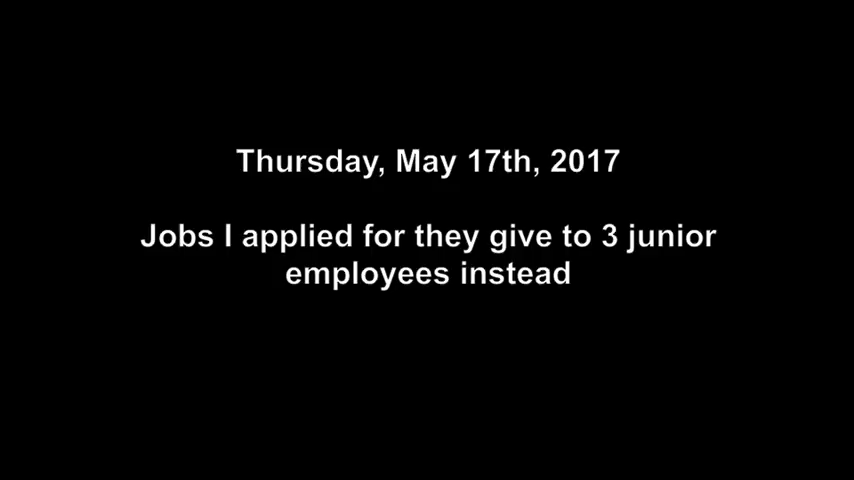 Thursday, May 17th, 2017
Jobs I applied for they give to 3 junior
employees instead